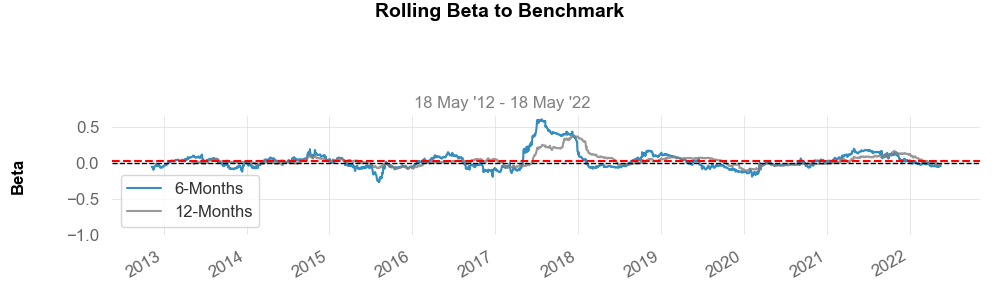 Rolling Beta to Benchmark
18 May '12 - 18 May '22
Beta
0.5
0.0
−0.5
−1.0
6-Months
12-Months
2013 2014 2015 2016 2017 2018 2019 2020 2021 2022